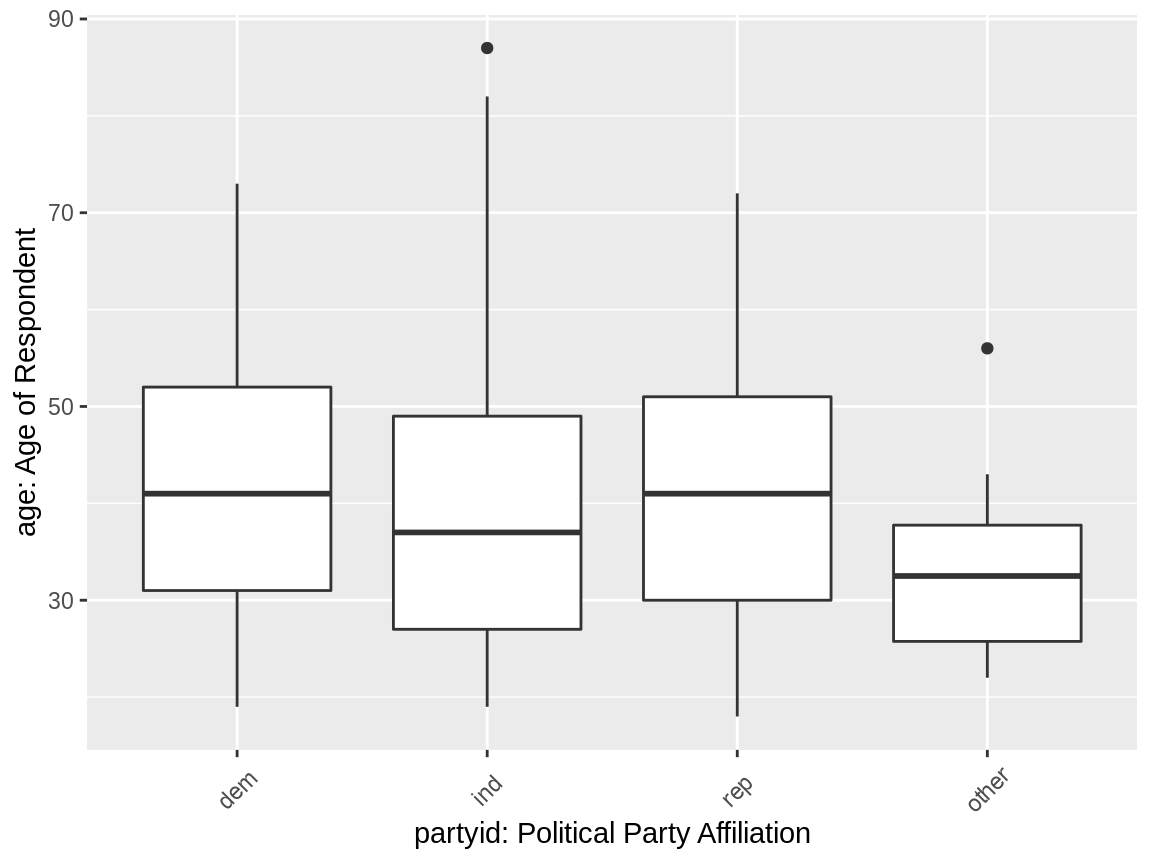 90
70
50
30
age: Age of Respondent
dem
ind
rep
other
partyid: Political Party Affiliation